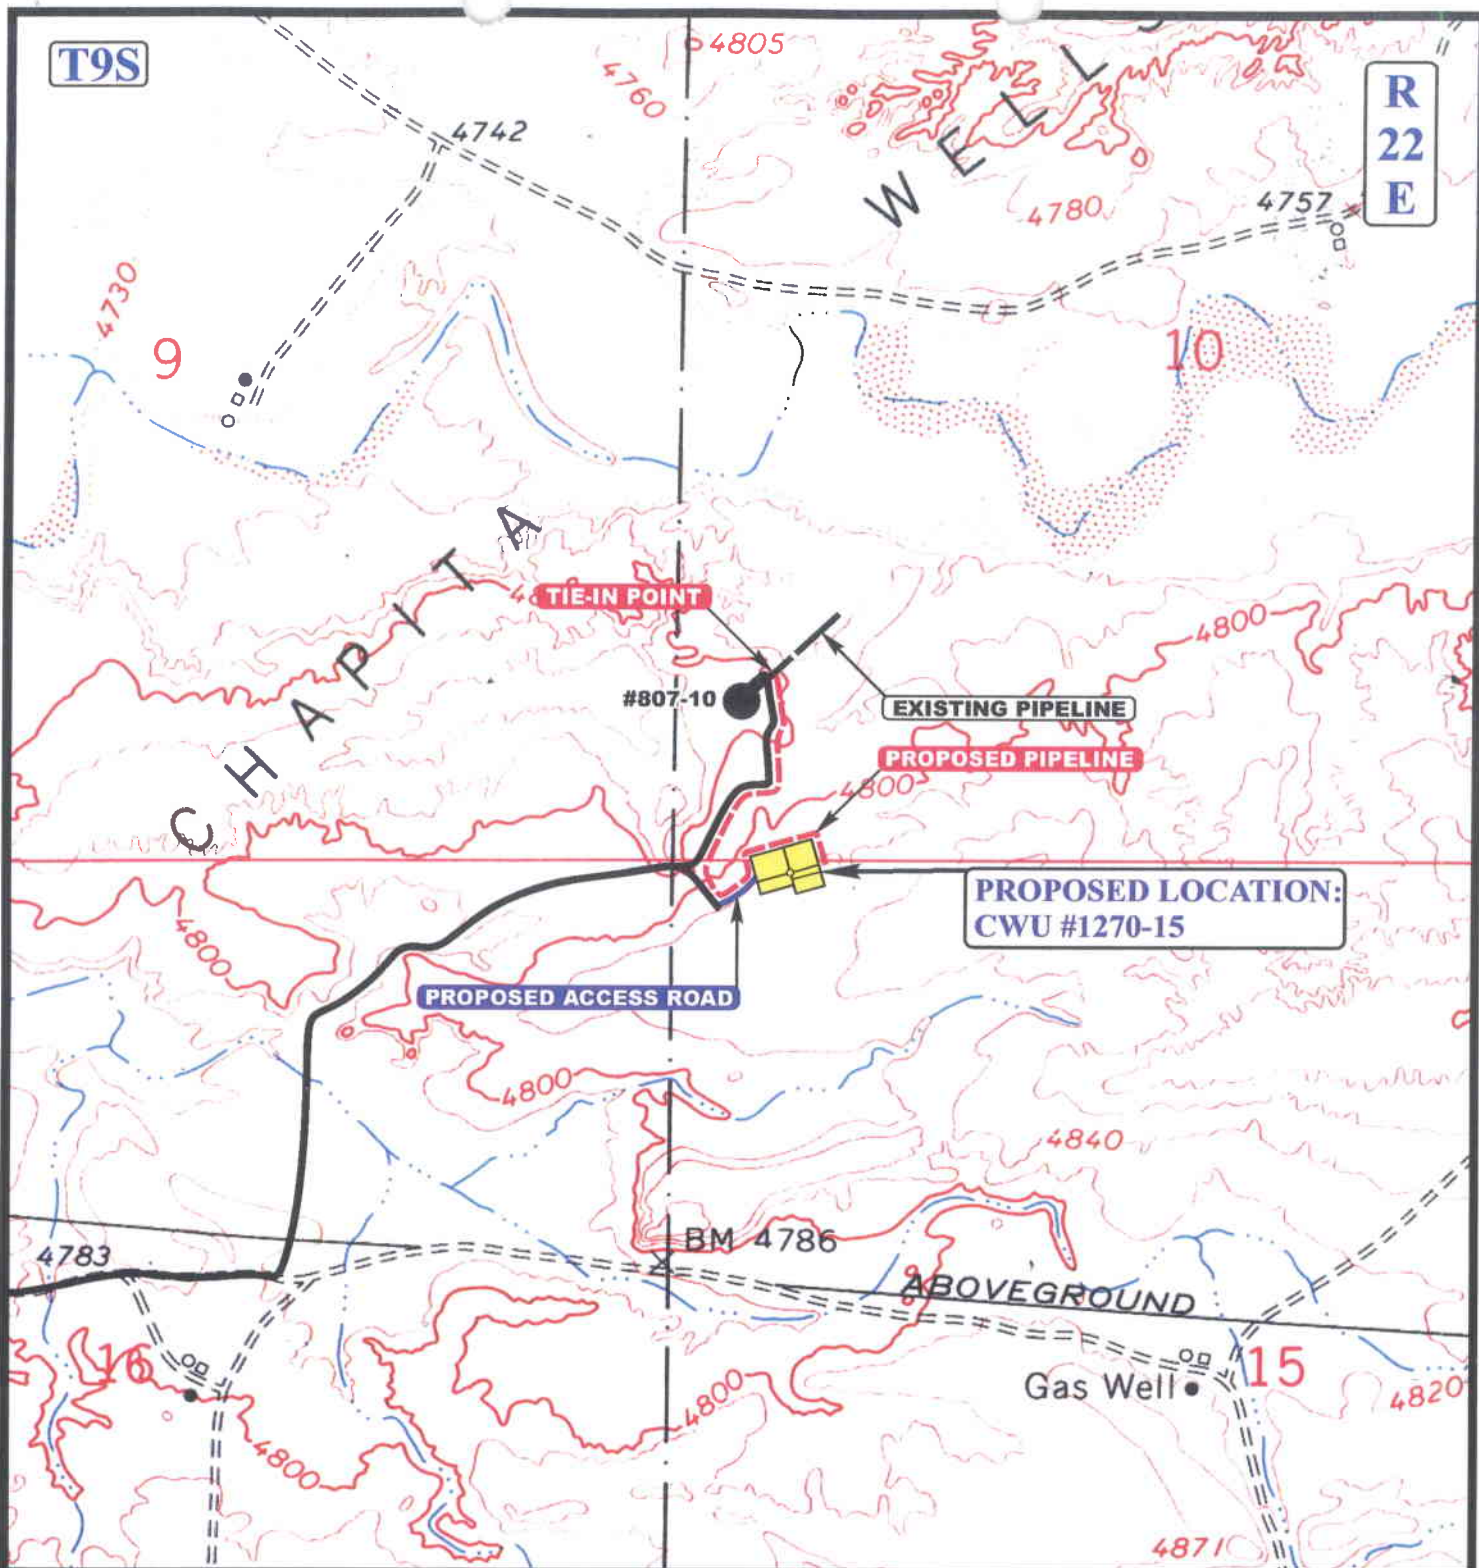 T9S
R
22
E
4805
4760
4742
WELLS
4780
4757
4730
9
10
CHAPITA
TIE-IN POINT
4800
#807-10
EXISTING PIPELINE
PROPOSED PIPELINE
4800
PROPOSED LOCATION:
CWU #1270-15
4800
PROPOSED ACCESS ROAD
4800
4840
BM 4786
4783
ABOVEGROUND
16
15
Gas Well
4800
4820
4800
4871